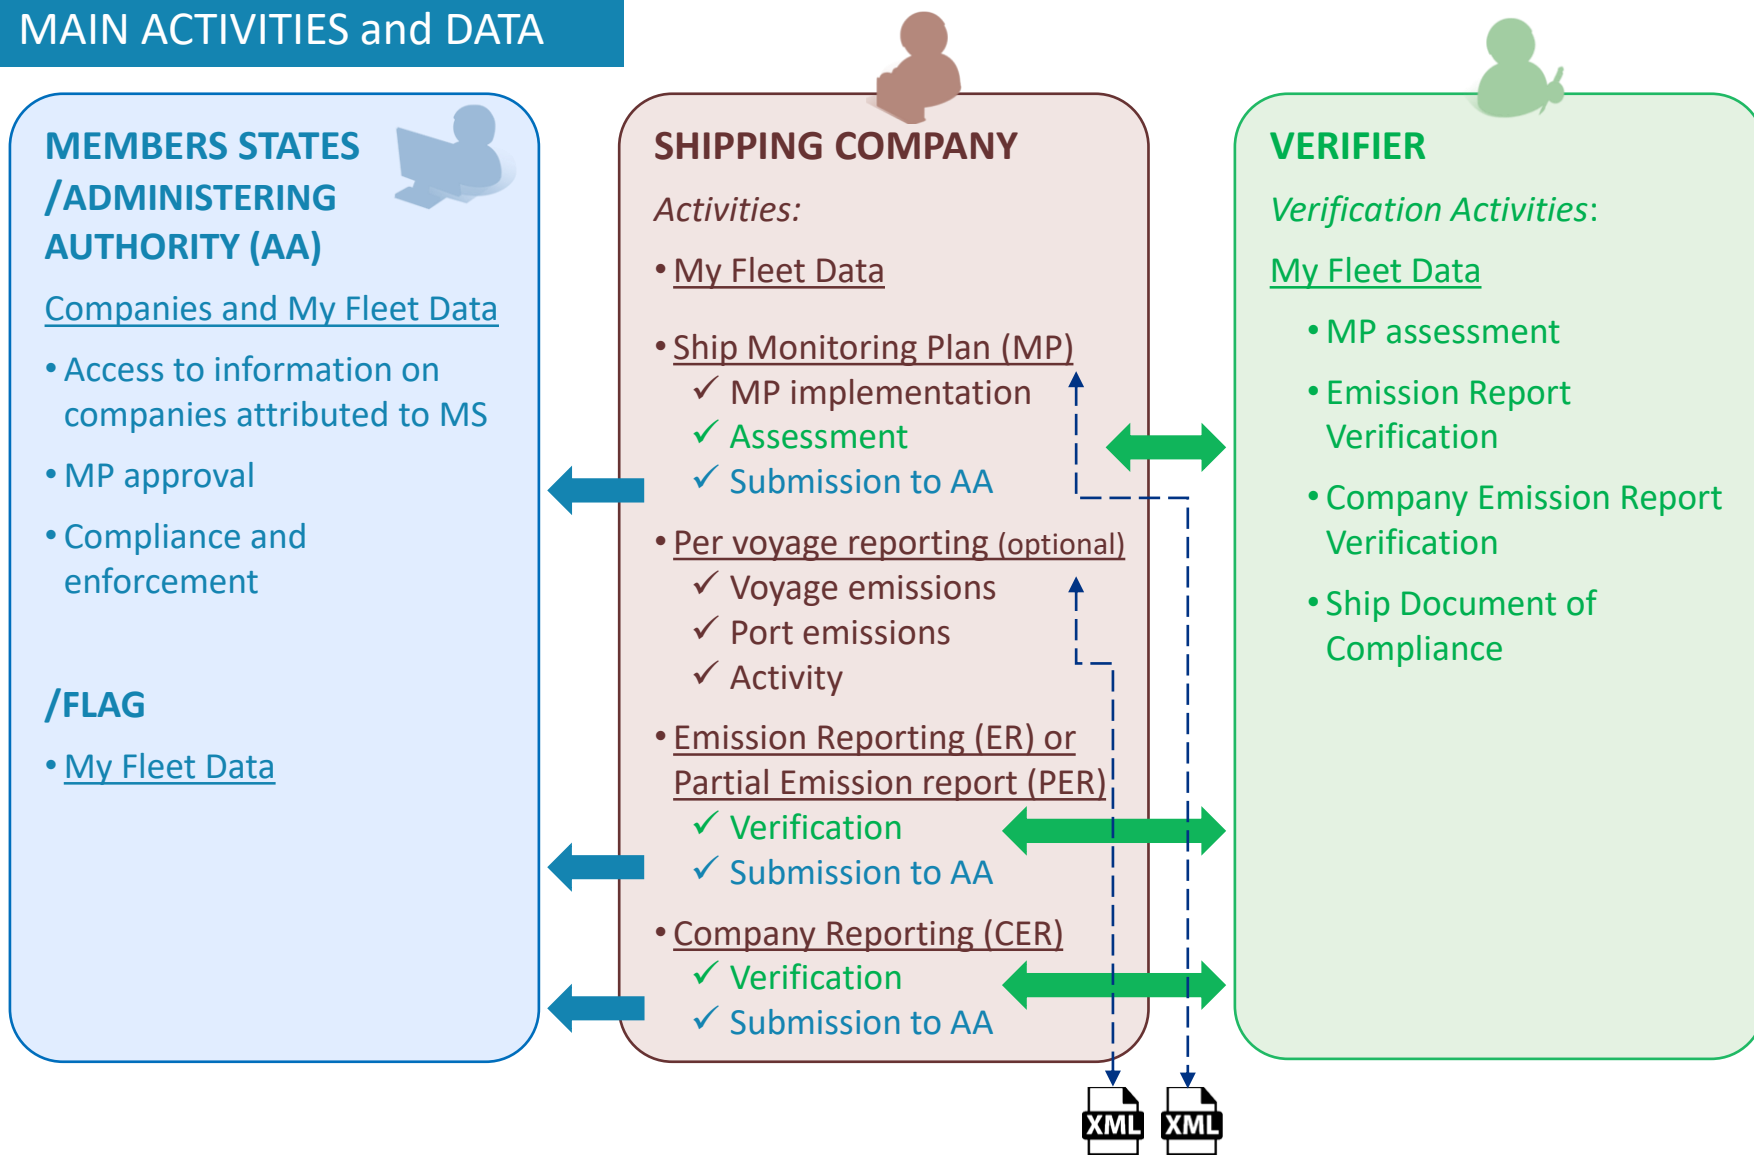 MAIN ACTIVITIES and DATA
MEMBERS STATES
/ADMINISTERING
AUTHORITY (AA)
Companies and My Fleet Data
• Access to information on
companies attributed to MS
• MP approval
• Compliance and
enforcement
/FLAG
• My Fleet Data
SHIPPING COMPANY
Activities:
• My Fleet Data
• Ship Monitoring Plan (MP)
✓ MP implementation
✓ Assessment
✓ Submission to AA
• Per voyage reporting (optional)
✓ Voyage emissions
✓ Port emissions
✓ Activity
• Emission Reporting (ER) or
Partial Emission report (PER)
✓ Verification
✓ Submission to AA
• Company Reporting (CER)
✓ Verification
✓ Submission to AA
VERIFIER
Verification Activities:
My Fleet Data
• MP assessment
• Emission Report
Verification
• Company Emission Report
Verification
• Ship Document of
Compliance
XML
XML